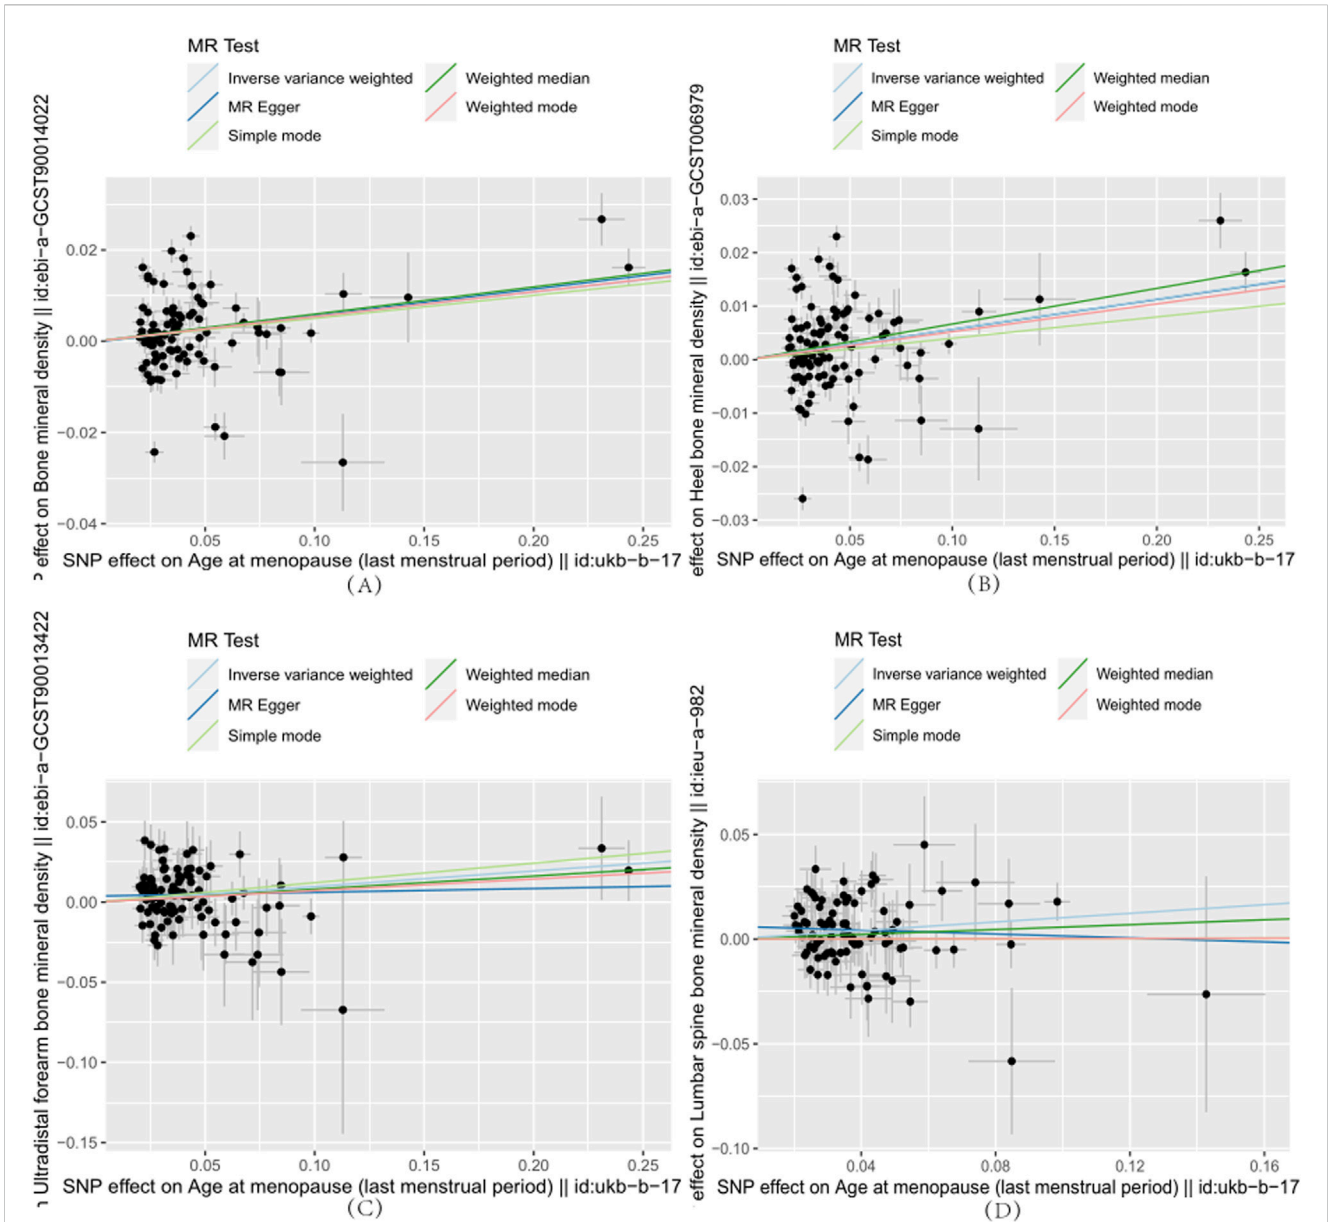 MR Test
Inverse variance weighted
Weighted median
MR Egger
Weighted mode
Simple mode
effect on Bone mineral density || id:ebi−a−GCST90014022
0.02
0.00
−0.02
−0.04
0.05
0.10
0.15
0.20
0.25
SNP effect on Age at menopause (last menstrual period) || id:ukb−b−17
(A)
MR Test
Inverse variance weighted
Weighted median
MR Egger
Weighted mode
Simple mode
effect on Heel bone mineral density || id:ebi−a−GCST006979
0.03
0.02
0.01
0.00
−0.01
−0.02
−0.03
0.05
0.10
0.15
0.20
0.25
SNP effect on Age at menopause (last menstrual period) || id:ukb−b−17
(B)
MR Test
Inverse variance weighted
Weighted median
MR Egger
Weighted mode
Simple mode
Ultradistal forearm bone mineral density || id:ebi−a−GCST90013422
0.05
0.00
−0.05
−0.10
−0.15
0.05
0.10
0.15
0.20
0.25
SNP effect on Age at menopause (last menstrual period) || id:ukb−b−17
(C)
MR Test
Inverse variance weighted
Weighted median
MR Egger
Weighted mode
Simple mode
effect on Lumbar spine bone mineral density || id:ieu−a−982
0.05
0.00
−0.05
−0.10
0.04
0.08
0.12
0.16
SNP effect on Age at menopause (last menstrual period) || id:ukb−b−17
(D)